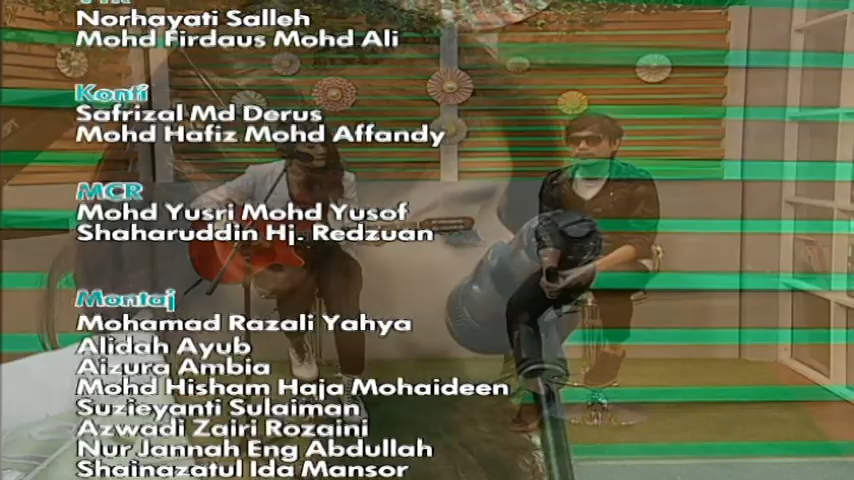 Norhayati Salleh
Mohd Firdaus Mohd Ali
Konti
Safrizal Md Derus
Mohd Hafiz Mohd Affandy
MCR
Mohd Yusri Mohd Yusof
Shaharuddin Hj. Redzuan
Montaj
Mohamad Razali Yahya
Alidah Ayub
Aizura Ambia
Mohd Hisham Haja Mohaideen
Suzieyanti Sulaiman
Azwadi Zairi Rozaini
Nur Jannah Eng Abdullah
Shainazatul Ida Mansor